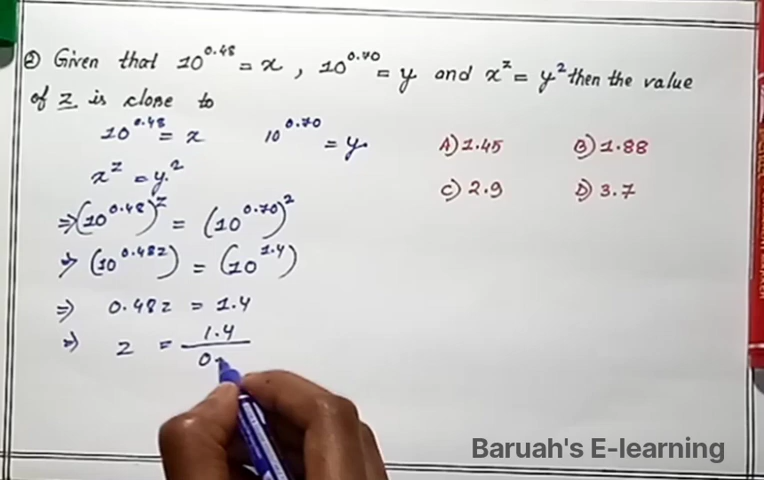 ② Given that 10^0.48 = x, 10^0.70 = y and x^z = y^2 then the value
of z is close to
10^0.48 = x    10^0.70 = y
A) 1.45    B) 1.88
x^z = y^2
C) 2.9    D) 3.7
⇒ (10^0.48)^z = (10^0.70)^2
⇒ (10^0.48z) = (10^1.4)
⇒ 0.48z = 1.4
⇒ z = 1.4/0.
Baruah's E-learning